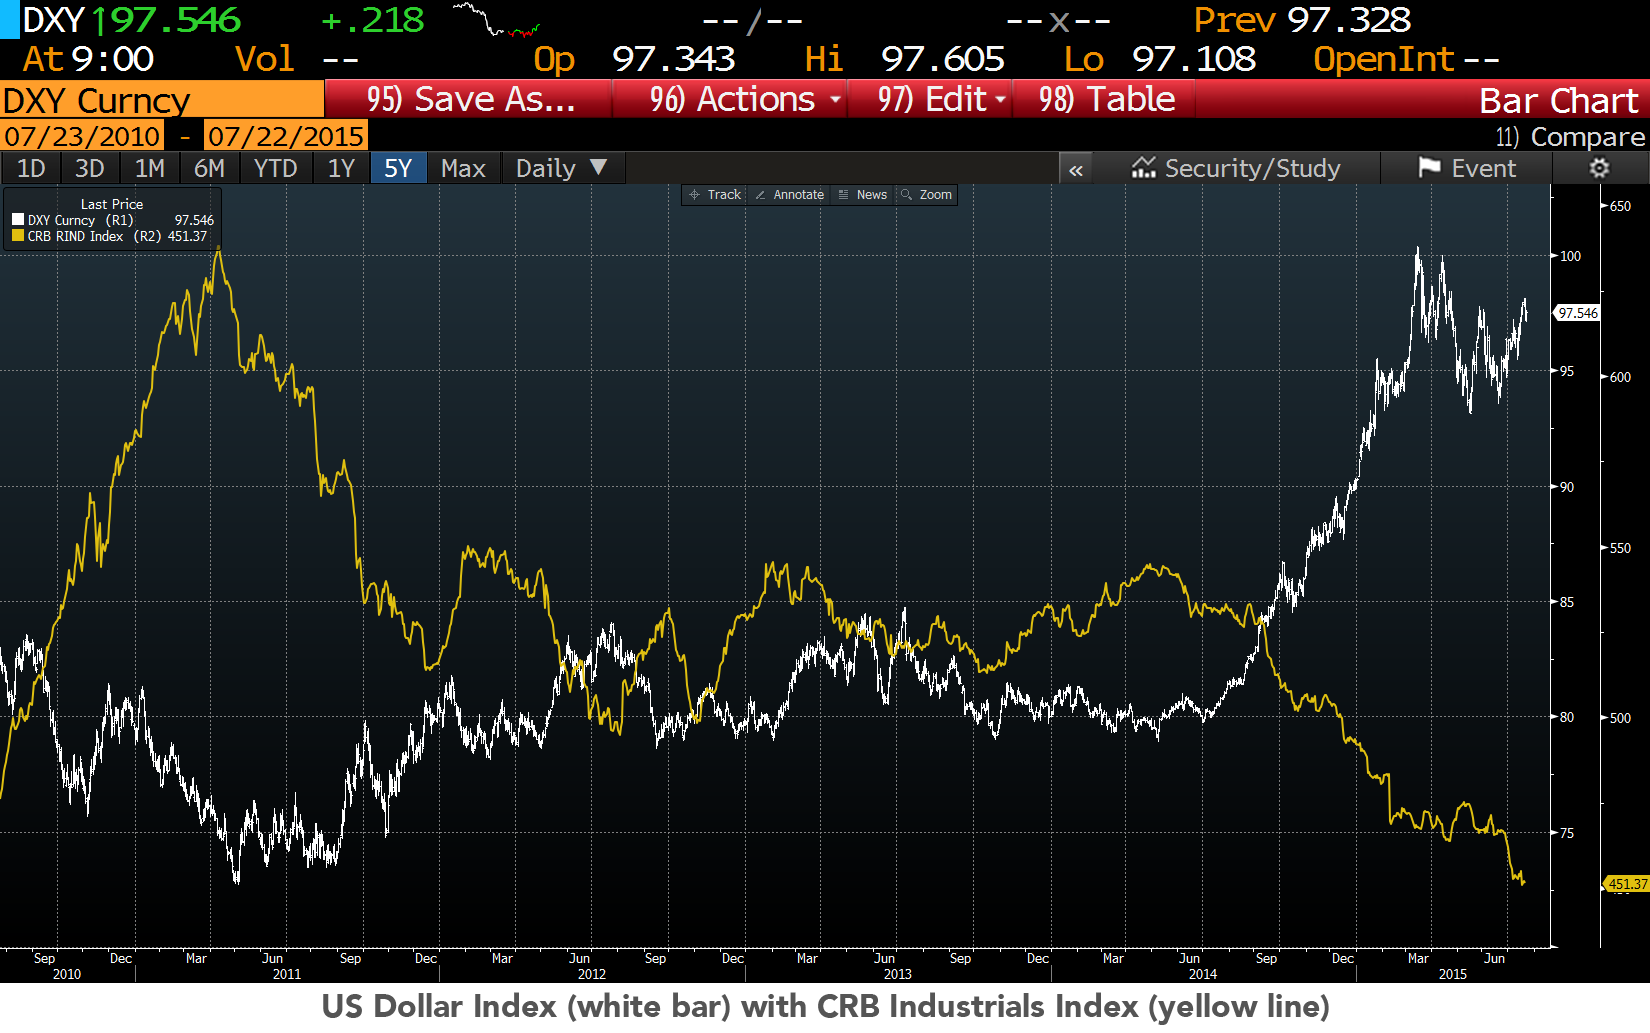 DXY ↑97.546 +.218 --/-- --x-- Prev 97.328
At 9:00 Vol -- Op 97.343 Hi 97.605 Lo 97.108 OpenInt --
DXY Curncy 95) Save As... 96) Actions 97) Edit 98) Table Bar Chart
07/23/2010 - 07/22/2015 11) Compare
1D 3D 1M 6M YTD 1Y 5Y Max Daily ▼ « Security/Study Event
Track Annotate News Zoom
Last Price
DXY Curncy (R1) 97.546
CRB RIND Index (R2) 451.37
650
100
97.546
95
600
90
550
85
80
500
75
451.37
Sep Dec Mar Jun Sep Dec Mar Jun Sep Dec Mar Jun Sep Dec Mar Jun Sep Dec Mar Jun
2010 2011 2012 2013 2014 2015
US Dollar Index (white bar) with CRB Industrials Index (yellow line)